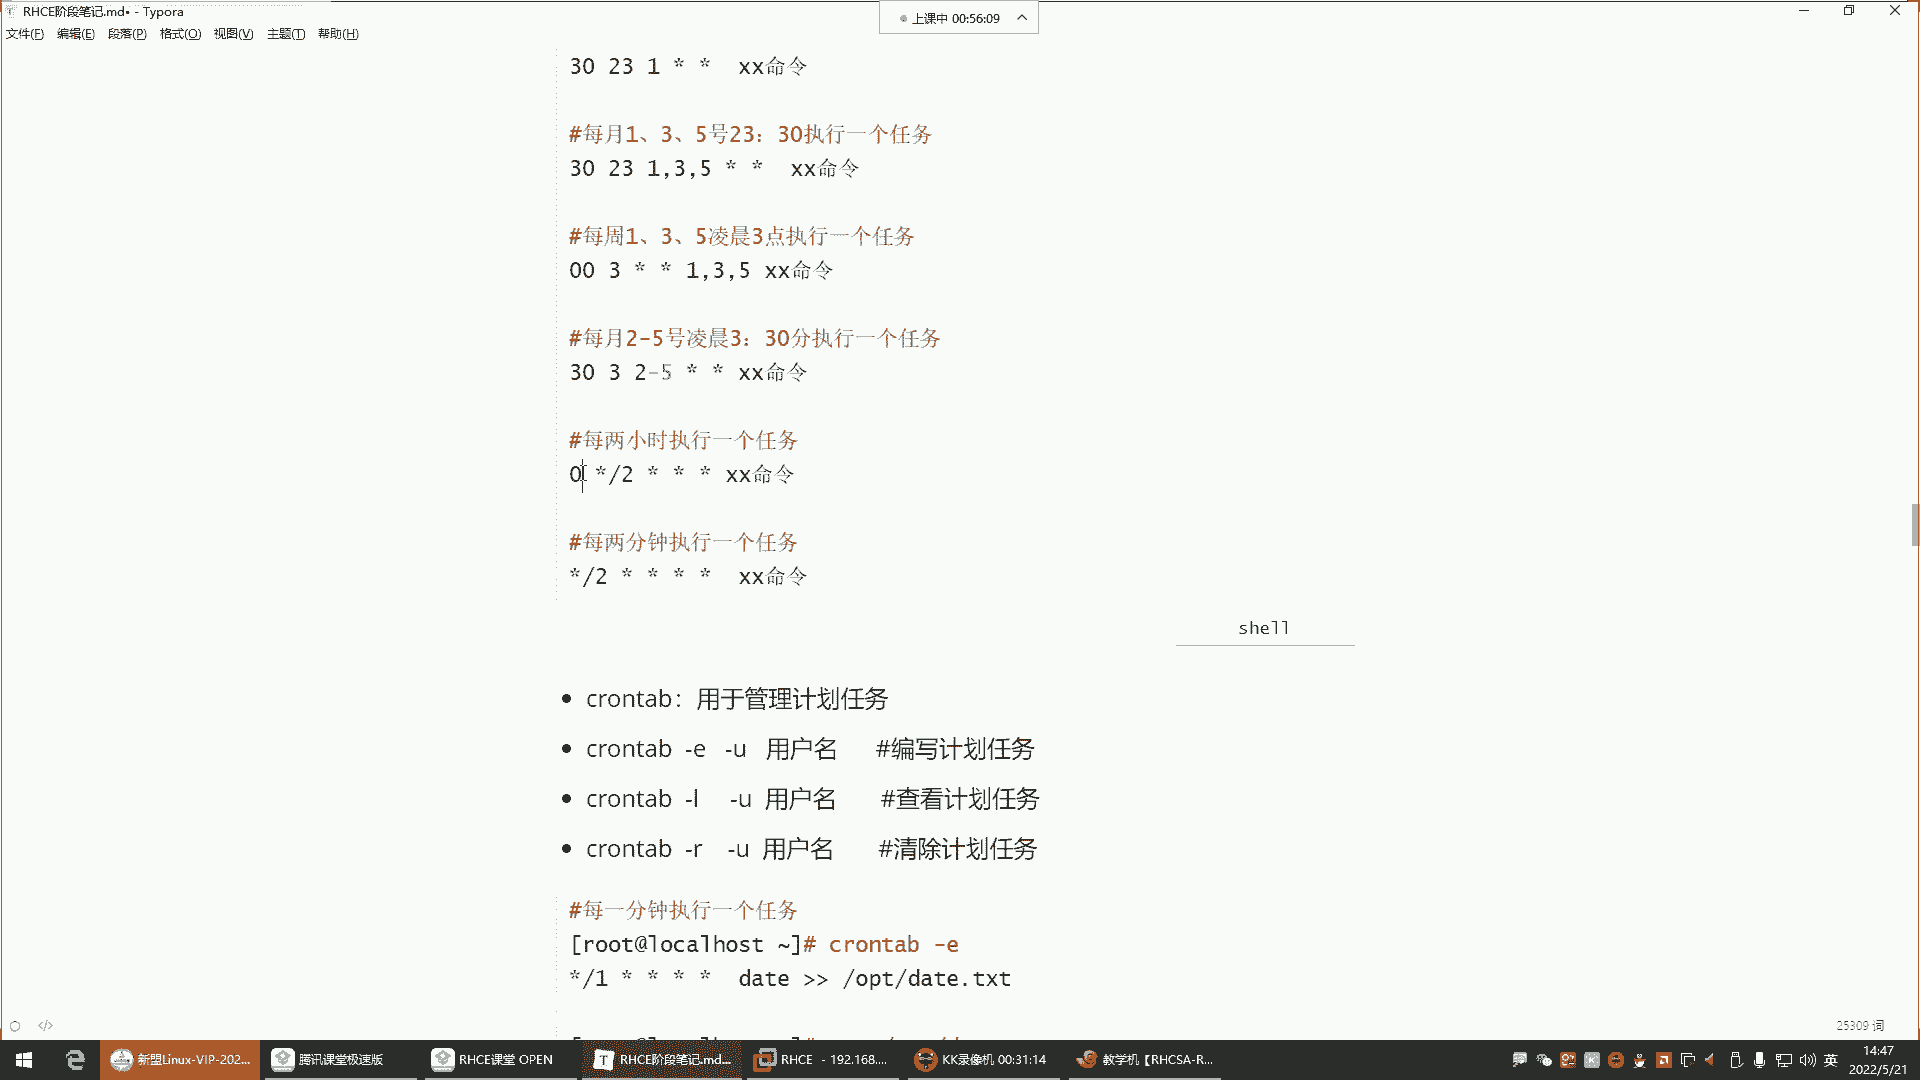 RHCE阶段笔记.md• - Typora
上课中 00:56:09
文件(F) 编辑(E) 段落(P) 格式(O) 视图(V) 主题(T) 帮助(H)
30 23 1 * * xx命令
#每月1、3、5号23：30执行一个任务
30 23 1,3,5 * * xx命令
#每周1、3、5凌晨3点执行一个任务
00 3 * * 1,3,5 xx命令
#每月2-5号凌晨3：30分执行一个任务
30 3 2-5 * * xx命令
#每两小时执行一个任务
0 */2 * * * xx命令
#每两分钟执行一个任务
*/2 * * * * xx命令
shell
• crontab：用于管理计划任务
• crontab -e -u 用户名 #编写计划任务
• crontab -l -u 用户名 #查看计划任务
• crontab -r -u 用户名 #清除计划任务
#每一分钟执行一个任务
[root@localhost ~]# crontab -e
*/1 * * * * date >> /opt/date.txt
25309 词
新盟Linux-VIP-202... 腾讯课堂极速版 RHCE课堂 OPEN RHCE阶段笔记.md... RHCE - 192.168.... KK录像机 00:31:14 教学机【RHCSA-R... 英 14:47
2022/5/21